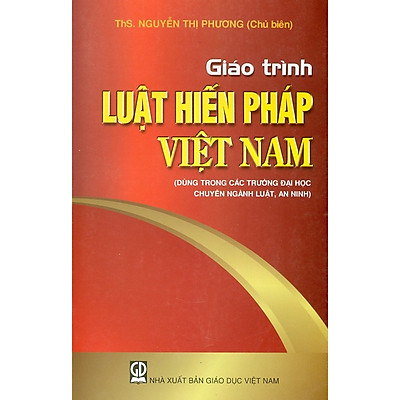 ThS. NGUYỄN THỊ PHƯƠNG (Chủ biên)
Giáo trình
LUẬT HIẾN PHÁP
VIỆT NAM
(DÙNG TRONG CÁC TRƯỜNG ĐẠI HỌC
CHUYÊN NGÀNH LUẬT, AN NINH)
NHÀ XUẤT BẢN GIÁO DỤC VIỆT NAM